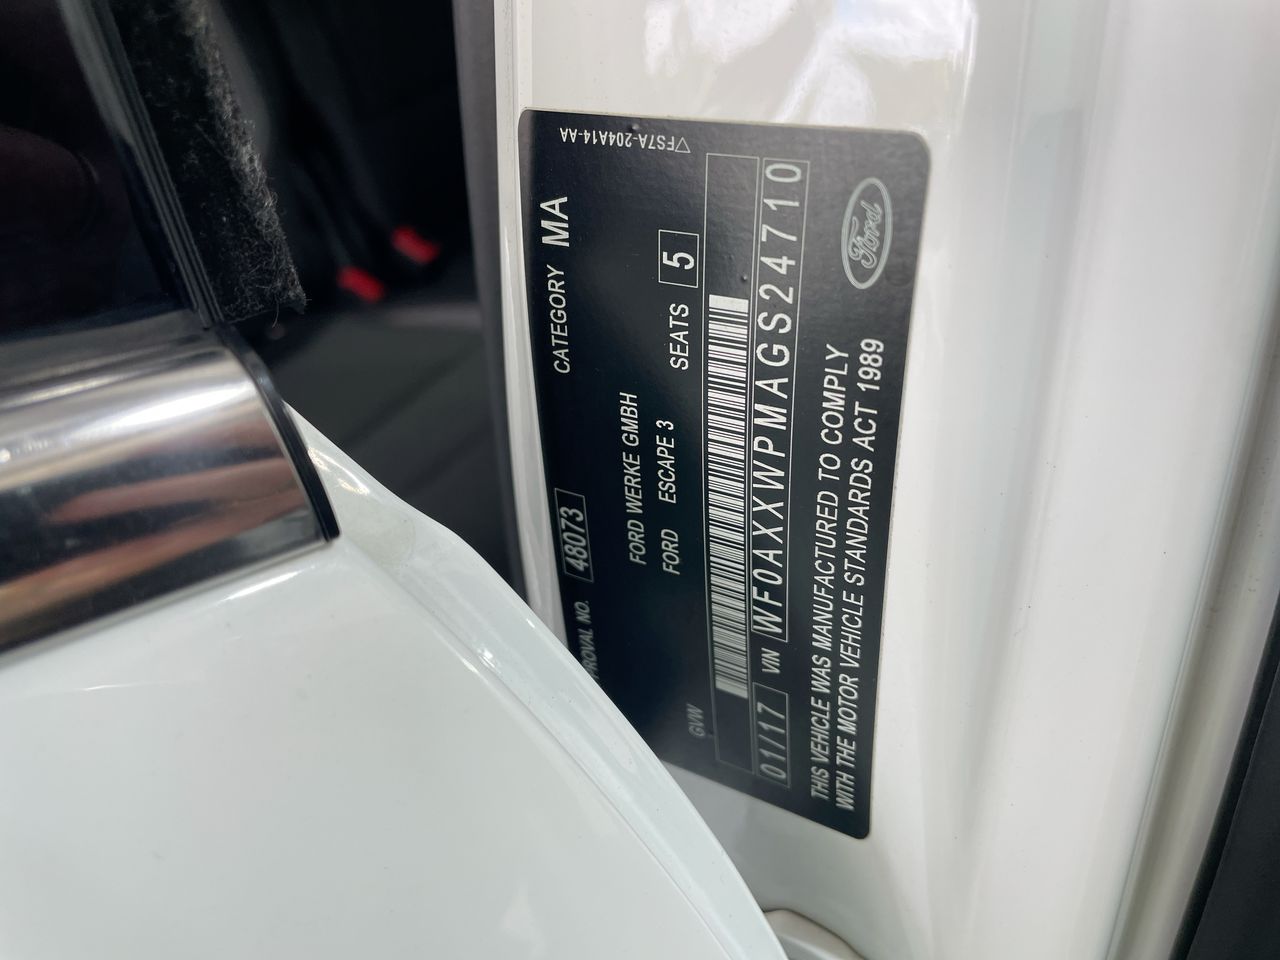 ▽FS7A-204A14-AA
PROVAL NO. 48073 CATEGORY MA
FORD WERKE GMBH
FORD ESCAPE 3 SEATS 5
GVW
01/17 VIN WF0AXXWPMAGS24710
THIS VEHICLE WAS MANUFACTURED TO COMPLY
WITH THE MOTOR VEHICLE STANDARDS ACT 1989
Ford